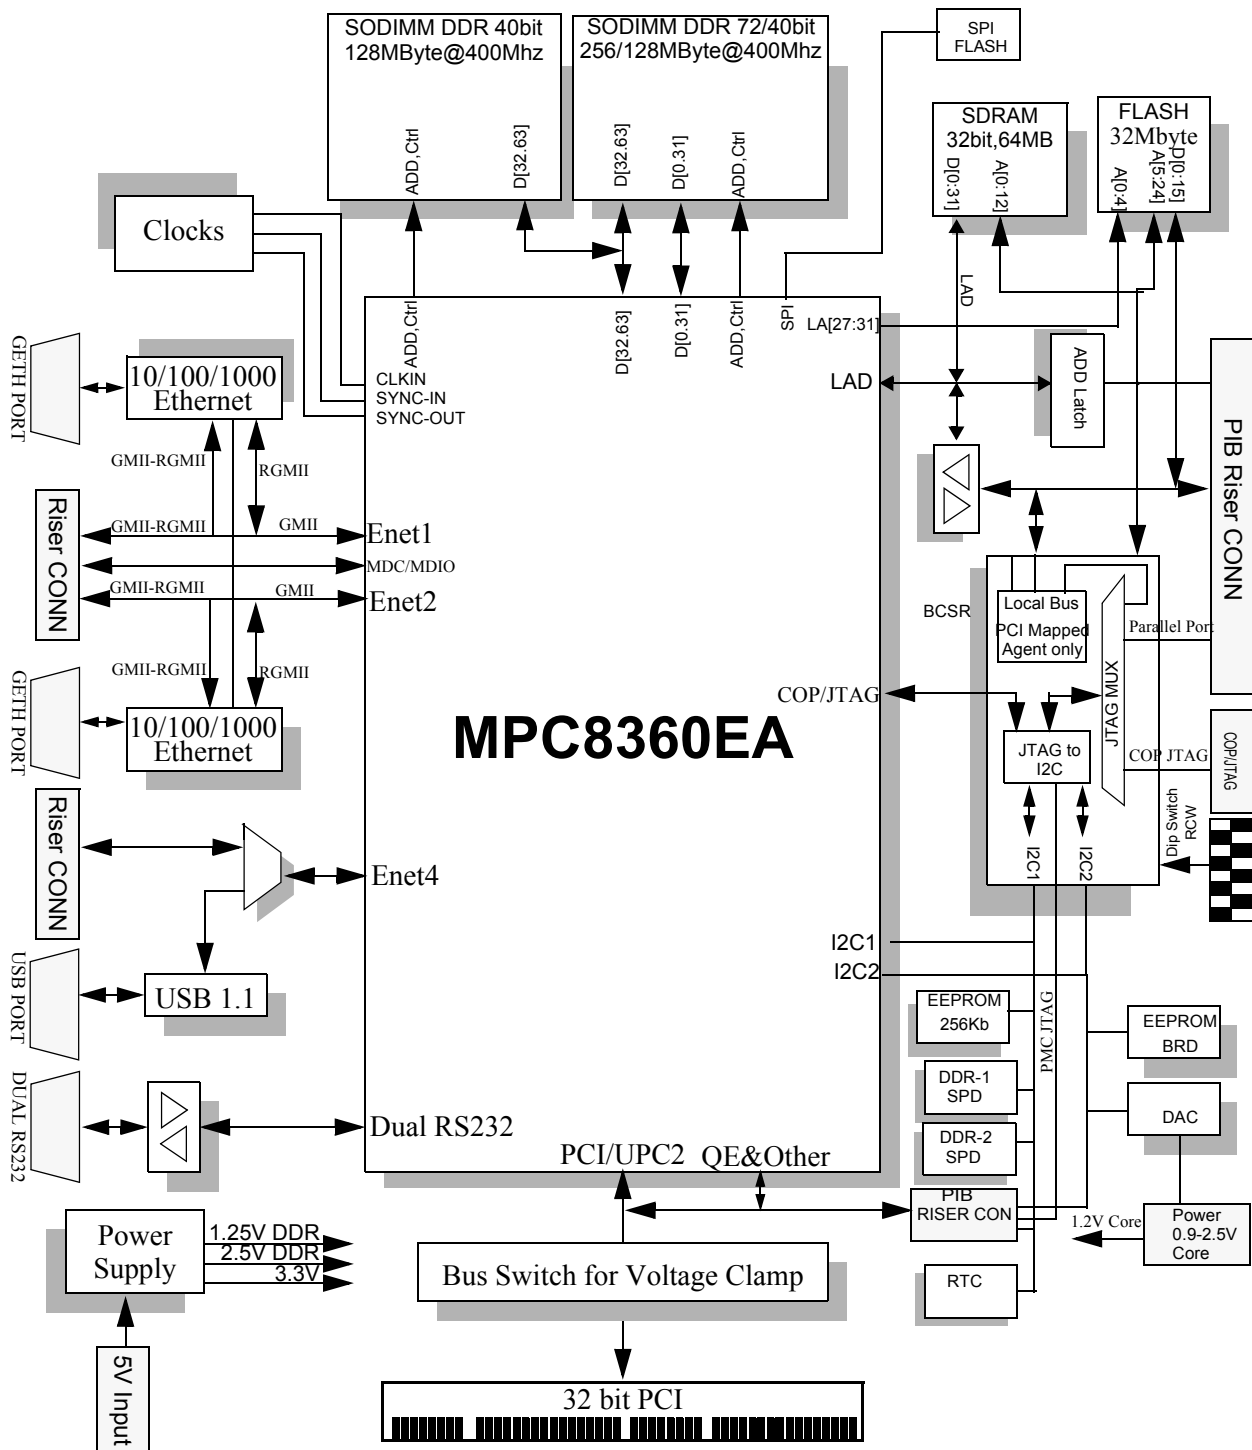 SODIMM DDR 40bit
128MByte@400Mhz
ADD,Ctrl
D[32.63]
SODIMM DDR 72/40bit
256/128MByte@400Mhz
D[32.63]
D[0.31]
ADD,Ctrl
SPI
FLASH
SDRAM
32bit,64MB
D[0:31]
A[0:12]
FLASH
32Mbyte
A[0:4]
A[5:24]
D[0:15]
Clocks
ADD,Ctrl
D[32.63]
D[0.31]
ADD,Ctrl
SPI
LA[27:31]
LAD
LAD
ADD Latch
PIB Riser CONN
CLKIN
SYNC-IN
SYNC-OUT
GETH PORT
10/100/1000
Ethernet
GMII-RGMII
RGMII
Riser CONN
GMII-RGMII
GMII
Enet1
MDC/MDIO
GMII-RGMII
GMII
Enet2
GMII-RGMII
RGMII
GETH PORT
10/100/1000
Ethernet
MPC8360EA
BCSR
Local Bus
PCI Mapped
Agent only
JTAG MUX
Parallel Port
COP/JTAG
JTAG to
I2C
COP JTAG
COP/JTAG
Dip Switch
RCW
I2C1
I2C2
Riser CONN
Enet4
USB PORT
USB 1.1
I2C1
I2C2
EEPROM
256Kb
PMC JTAG
EEPROM
BRD
DDR-1
SPD
DAC
DDR-2
SPD
DUAL RS232
Dual RS232
PCI/UPC2
QE&Other
PIB
RISER CON
1.2V Core
Power
0.9-2.5V
Core
Power
Supply
1.25V DDR
2.5V DDR
3.3V
Bus Switch for Voltage Clamp
RTC
5V Input
32 bit PCI